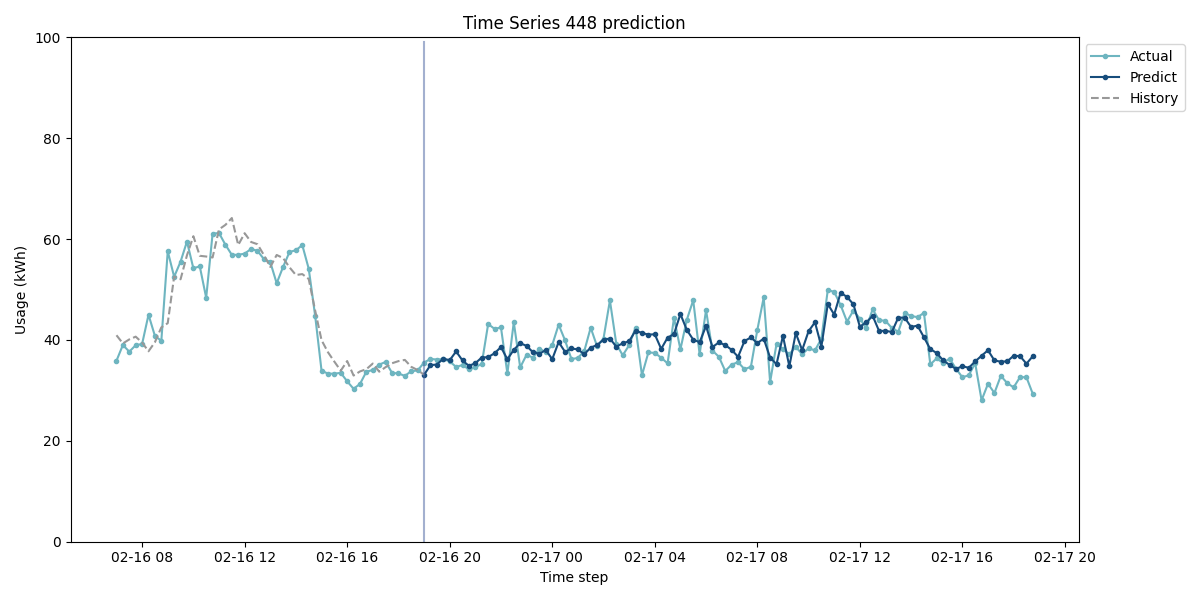 Time Series 448 prediction
100
80
60
40
20
0
Usage (kWh)
02-16 08
02-16 12
02-16 16
02-16 20
02-17 00
02-17 04
02-17 08
02-17 12
02-17 16
02-17 20
Time step
Actual
Predict
History